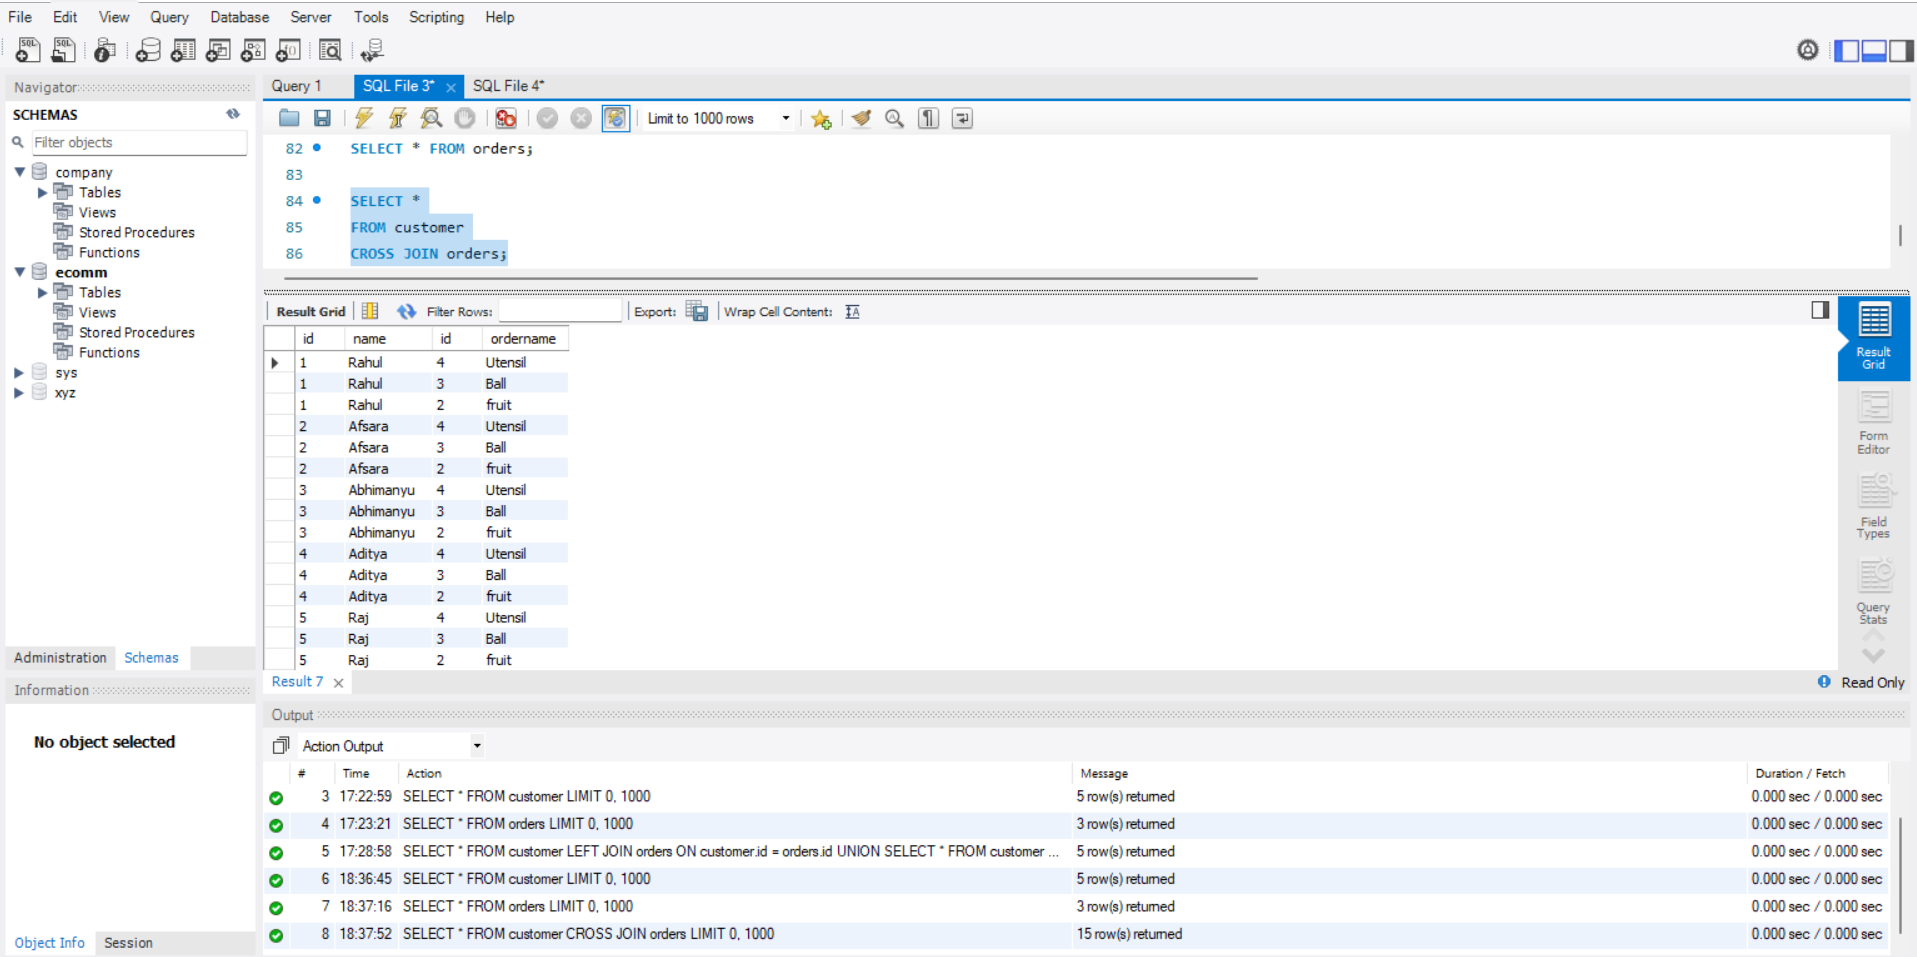 File Edit View Query Database Server Tools Scripting Help
Navigator
SCHEMAS
Filter objects
company
Tables
Views
Stored Procedures
Functions
ecomm
Tables
Views
Stored Procedures
Functions
sys
xyz
Administration Schemas
Information
No object selected
Object Info Session
Query 1 SQL File 3* SQL File 4*
Limit to 1000 rows
82 SELECT * FROM orders;
83
84 SELECT *
85 FROM customer
86 CROSS JOIN orders;
Result Grid Filter Rows: Export: Wrap Cell Content:
id name id ordername
1 Rahul 4 Utensil
1 Rahul 3 Ball
1 Rahul 2 fruit
2 Afsara 4 Utensil
2 Afsara 3 Ball
2 Afsara 2 fruit
3 Abhimanyu 4 Utensil
3 Abhimanyu 3 Ball
3 Abhimanyu 2 fruit
4 Aditya 4 Utensil
4 Aditya 3 Ball
4 Aditya 2 fruit
5 Raj 4 Utensil
5 Raj 3 Ball
5 Raj 2 fruit
Result
Grid
Form
Editor
Field
Types
Query
Stats
Result 7 Read Only
Output
Action Output
# Time Action Message Duration / Fetch
3 17:22:59 SELECT * FROM customer LIMIT 0, 1000 5 row(s) returned 0.000 sec / 0.000 sec
4 17:23:21 SELECT * FROM orders LIMIT 0, 1000 3 row(s) returned 0.000 sec / 0.000 sec
5 17:28:58 SELECT * FROM customer LEFT JOIN orders ON customer.id = orders.id UNION SELECT * FROM customer ... 5 row(s) returned 0.000 sec / 0.000 sec
6 18:36:45 SELECT * FROM customer LIMIT 0, 1000 5 row(s) returned 0.000 sec / 0.000 sec
7 18:37:16 SELECT * FROM orders LIMIT 0, 1000 3 row(s) returned 0.000 sec / 0.000 sec
8 18:37:52 SELECT * FROM customer CROSS JOIN orders LIMIT 0, 1000 15 row(s) returned 0.000 sec / 0.000 sec